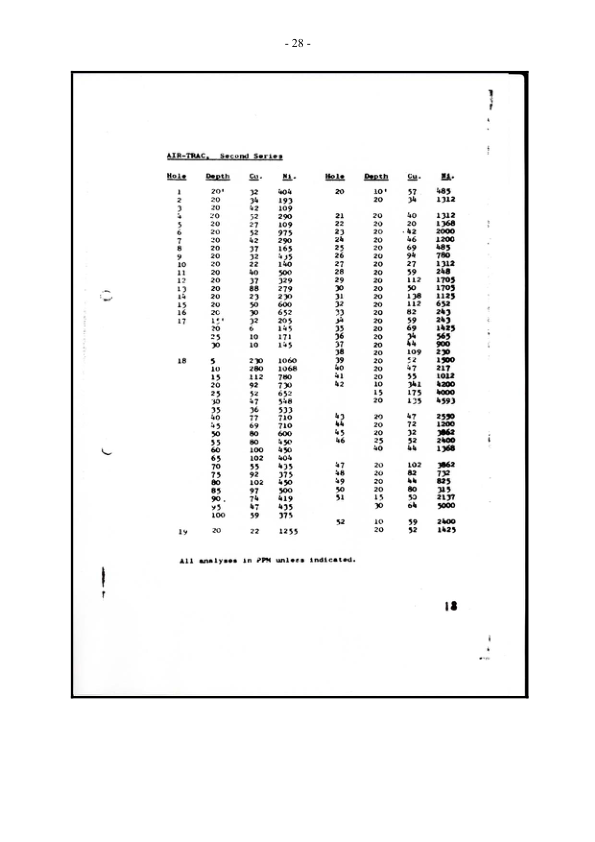 - 28 -
AIR-TRAC, Second Series
Hole Depth Cu. Ni. Hole Depth Cu. Ni.
1 20' 32 404 20 10' 57 485
2 20 34 193 20 34 1312
3 20 42 109
4 20 52 290 21 20 40 1312
5 20 27 109 22 20 20 1368
6 20 52 975 23 20 42 2000
7 20 42 290 24 20 46 1200
8 20 37 165 25 20 69 485
9 20 32 435 26 20 94 780
10 20 22 140 27 20 27 1312
11 20 40 500 28 20 59 248
12 20 37 329 29 20 112 1705
13 20 88 279 30 20 50 1705
14 20 23 230 31 20 138 1125
15 20 50 600 32 20 112 652
16 20 30 652 33 20 82 243
17 15' 32 205 34 20 59 243
20 6 145 35 20 69 1425
25 10 171 36 20 34 565
30 10 145 37 20 44 900
38 20 109 230
18 5 230 1060 39 20 52 1500
10 280 1068 40 20 47 217
15 112 780 41 20 55 1012
20 92 730 42 10 341 4200
25 52 652 15 175 4000
30 47 548 20 135 4593
35 36 533
40 77 710 43 20 47 2550
45 69 710 44 20 72 1200
50 80 600 45 20 32 3862
55 80 450 46 25 52 2400
60 100 450 40 44 1368
65 102 404
70 55 435 47 20 102 3862
75 92 375 48 20 82 732
80 102 450 49 20 44 825
85 97 500 50 20 80 315
90 74 419 51 15 50 2137
95 47 435 30 64 5000
100 59 375
52 10 59 2400
19 20 22 1255 20 52 1425
All analyses in PPM unless indicated.
18